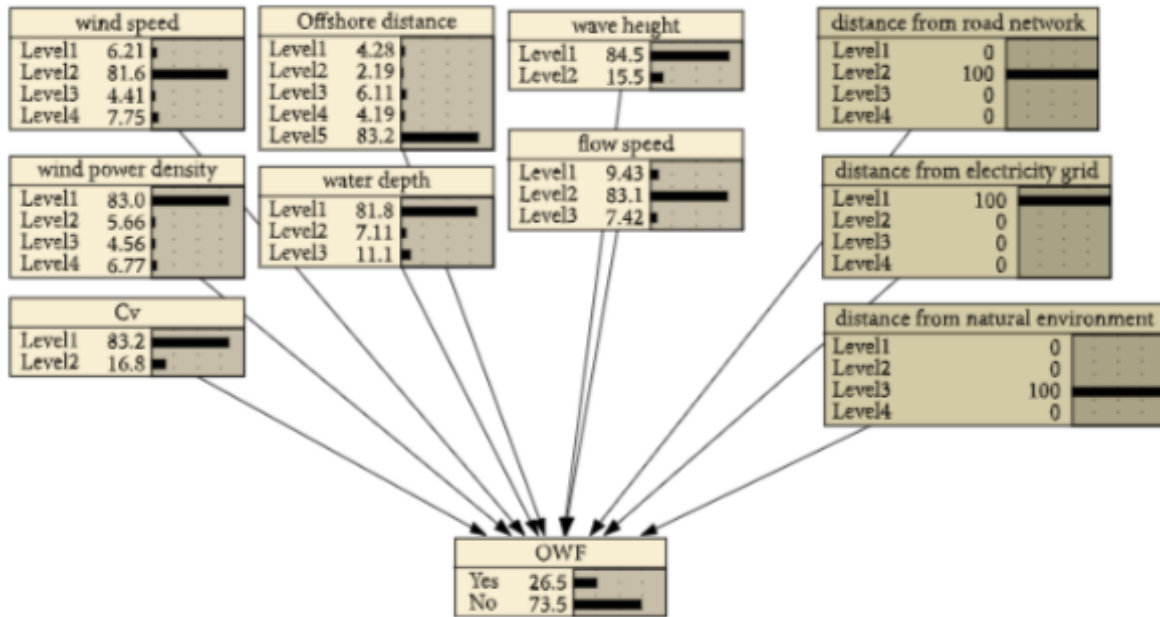 wind speed
Level1 6.21
Level2 81.6
Level3 4.41
Level4 7.75
wind power density
Level1 83.0
Level2 5.66
Level3 4.56
Level4 6.77
Cv
Level1 83.2
Level2 16.8
Offshore distance
Level1 4.28
Level2 2.19
Level3 6.11
Level4 4.19
Level5 83.2
water depth
Level1 81.8
Level2 7.11
Level3 11.1
wave height
Level1 84.5
Level2 15.5
flow speed
Level1 9.43
Level2 83.1
Level3 7.42
distance from road network
Level1 0
Level2 100
Level3 0
Level4 0
distance from electricity grid
Level1 100
Level2 0
Level3 0
Level4 0
distance from natural environment
Level1 0
Level2 0
Level3 100
Level4 0
OWF
Yes 26.5
No 73.5